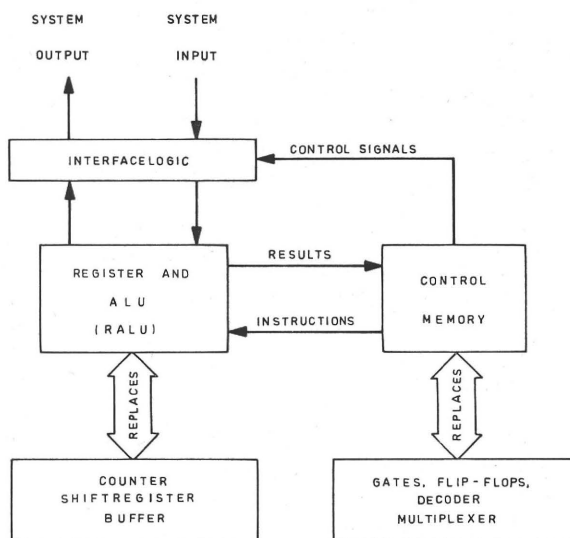 SYSTEM
OUTPUT
SYSTEM
INPUT
INTERFACELOGIC
CONTROL SIGNALS
REGISTER AND
ALU
(RALU)
RESULTS
INSTRUCTIONS
CONTROL
MEMORY
REPLACES
REPLACES
COUNTER
SHIFTREGISTER
BUFFER
GATES, FLIP-FLOPS,
DECODER
MULTIPLEXER